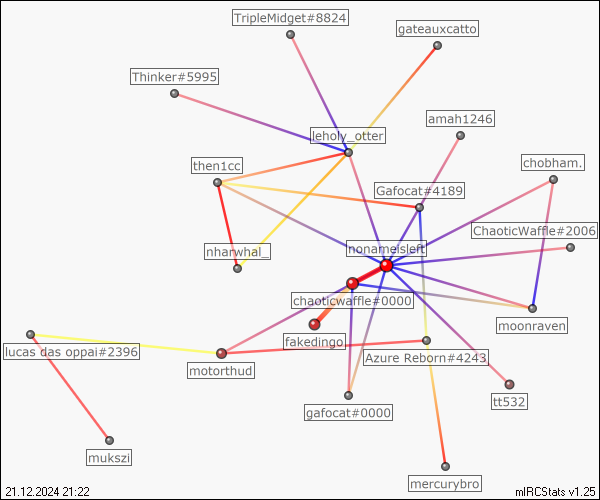 TripleMidget#8824
gateauxcatto
Thinker#5995
amah1246
leholy_otter
then1cc
chobham.
Gafocat#4189
ChaoticWaffle#2006
nharwhal_
nonameisleft
chaoticwaffle#0000
moonraven
fakedingo
lucas das oppai#2396
Azure Reborn#4243
motorthud
tt532
gafocat#0000
mukszi
mercurybro
21.12.2024 21:22
mIRCStats v1.25